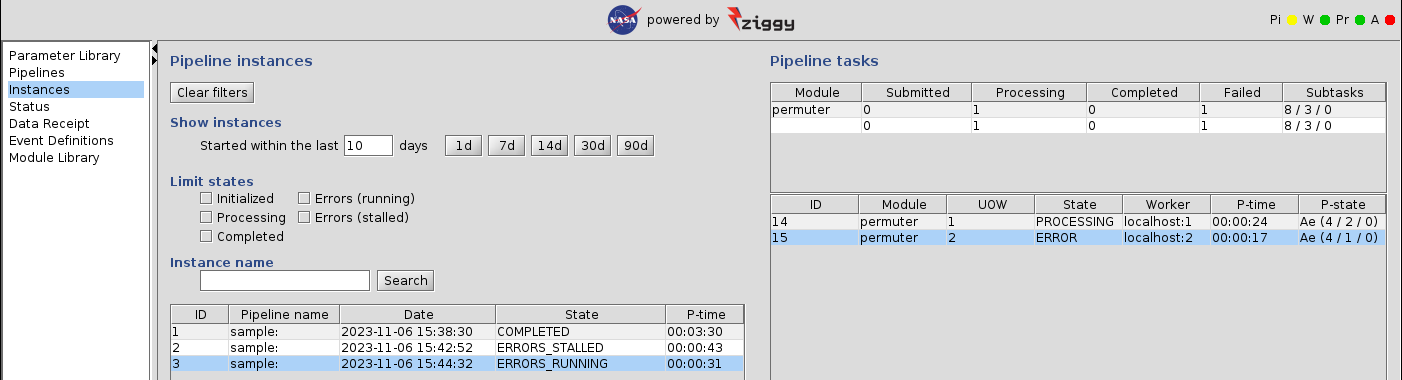 NASA powered by ziggy
Pi W Pr A
Parameter Library
Pipelines
Instances
Status
Data Receipt
Event Definitions
Module Library
Pipeline instances
Clear filters
Show instances
Started within the last 10 days 1d 7d 14d 30d 90d
Limit states
Initialized Errors (running)
Processing Errors (stalled)
Completed
Instance name
Search
ID Pipeline name Date State P-time
1 sample: 2023-11-06 15:38:30 COMPLETED 00:03:30
2 sample: 2023-11-06 15:42:52 ERRORS_STALLED 00:00:43
3 sample: 2023-11-06 15:44:32 ERRORS_RUNNING 00:00:31
Pipeline tasks
Module Submitted Processing Completed Failed Subtasks
permuter 0 1 0 1 8 / 3 / 0
0 1 0 1 8 / 3 / 0
ID Module UOW State Worker P-time P-state
14 permuter 1 PROCESSING localhost:1 00:00:24 Ae (4 / 2 / 0)
15 permuter 2 ERROR localhost:2 00:00:17 Ae (4 / 1 / 0)